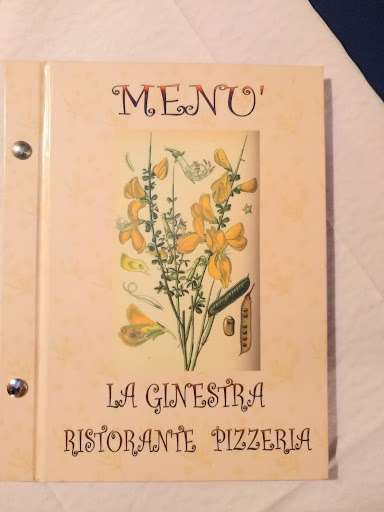 MENU'
LA GINESTRA
RISTORANTE PIZZERIA